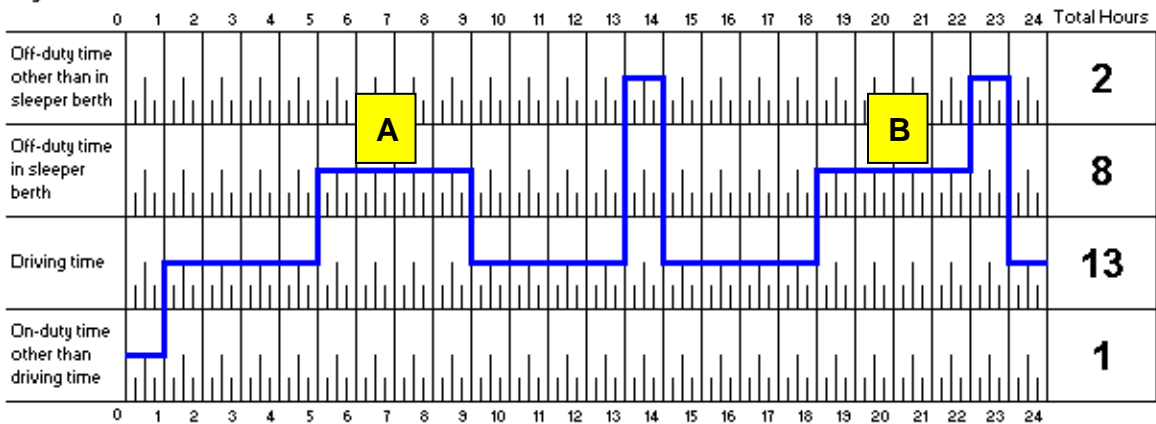 0 1 2 3 4 5 6 7 8 9 10 11 12 13 14 15 16 17 18 19 20 21 22 23 24 Total Hours
Off-duty time
other than in
sleeper berth
2
A
B
Off-duty time
in sleeper
berth
8
Driving time
13
On-duty time
other than
driving time
1
0 1 2 3 4 5 6 7 8 9 10 11 12 13 14 15 16 17 18 19 20 21 22 23 24